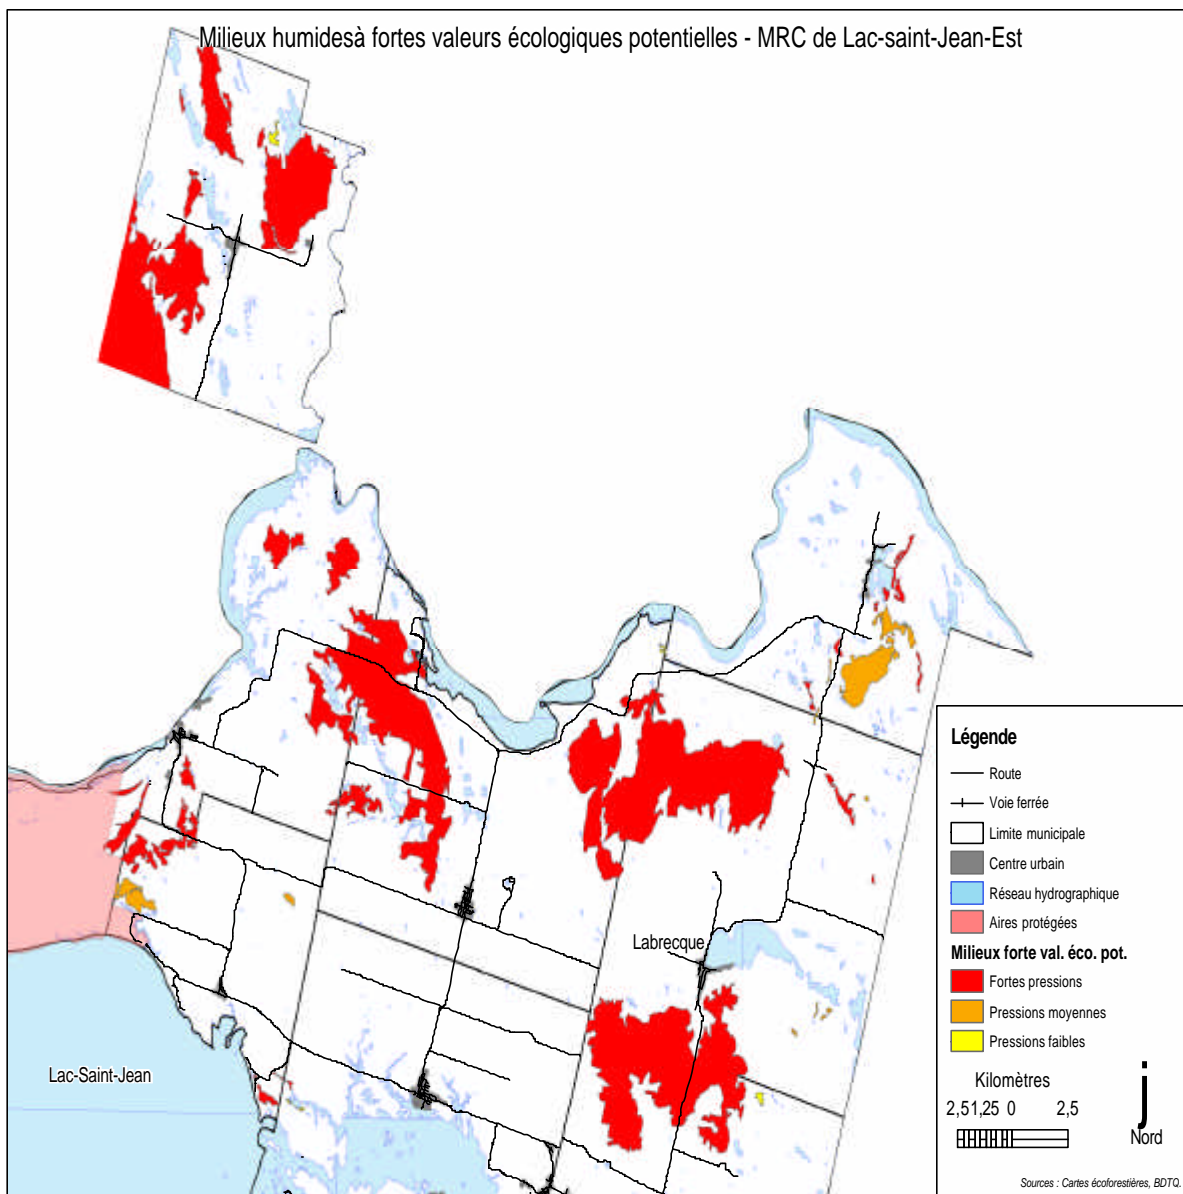 Milieux humidesà fortes valeurs écologiques potentielles - MRC de Lac-saint-Jean-Est
Labrecque
Lac-Saint-Jean
Légende
Route
Voie ferrée
Limite municipale
Centre urbain
Réseau hydrographique
Aires protégées
Milieux forte val. éco. pot.
Fortes pressions
Pressions moyennes
Pressions faibles
Kilomètres
2,51,25 0 2,5
j
Nord
Sources : Cartes écoforestières, BDTQ.